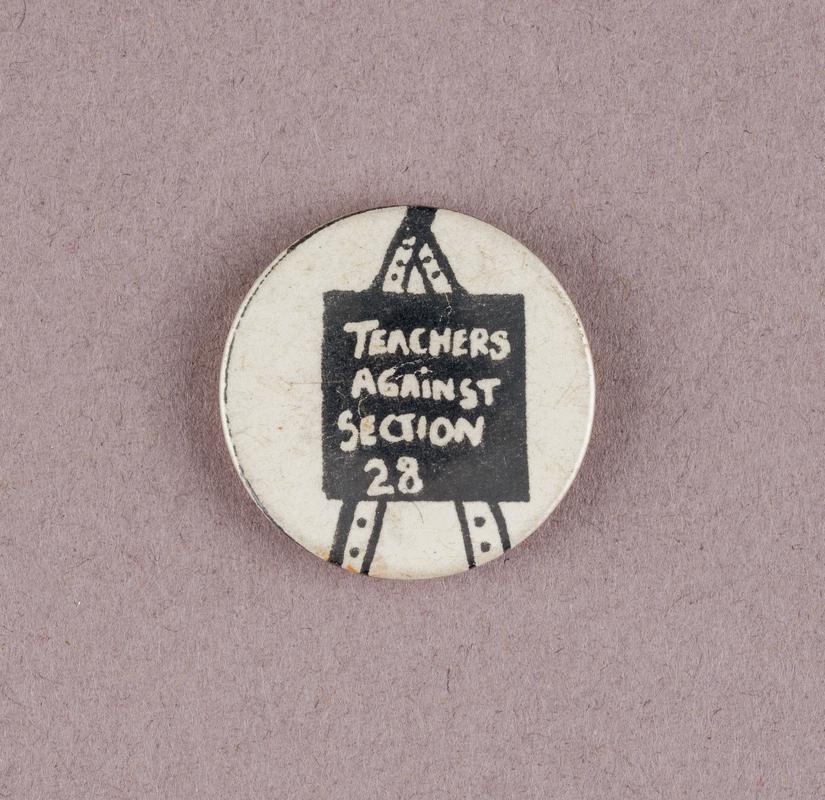 TEACHERS
AGAiNST
SECTION
28